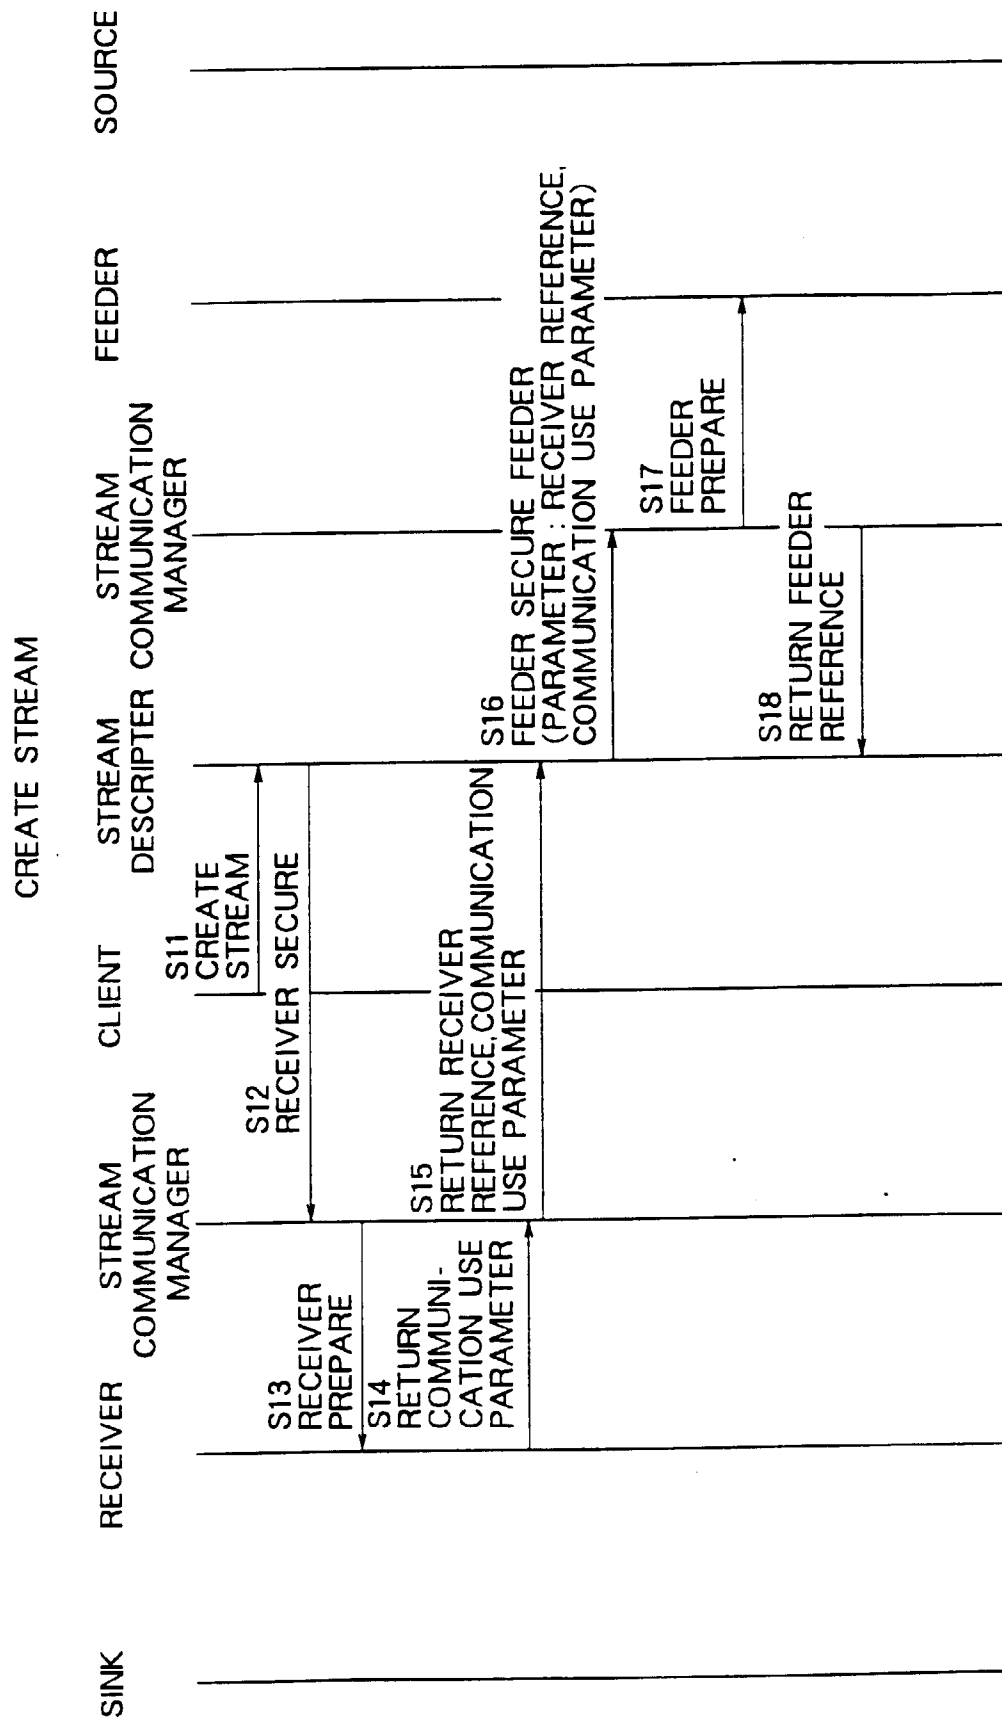 CREATE STREAM
SINK
RECEIVER
STREAM
COMMUNICATION
MANAGER
CLIENT
STREAM
DESCRIPTER
STREAM
COMMUNICATION
MANAGER
FEEDER
SOURCE
S11
CREATE
STREAM
S12
RECEIVER SECURE
S13
RECEIVER
PREPARE
S14
RETURN
COMMUNI-
CATION USE
PARAMETER
S15
RETURN RECEIVER
REFERENCE,COMMUNICATION
USE PARAMETER
S16
FEEDER SECURE FEEDER
(PARAMETER : RECEIVER REFERENCE,
COMMUNICATION USE PARAMETER)
S17
FEEDER
PREPARE
S18
RETURN FEEDER
REFERENCE